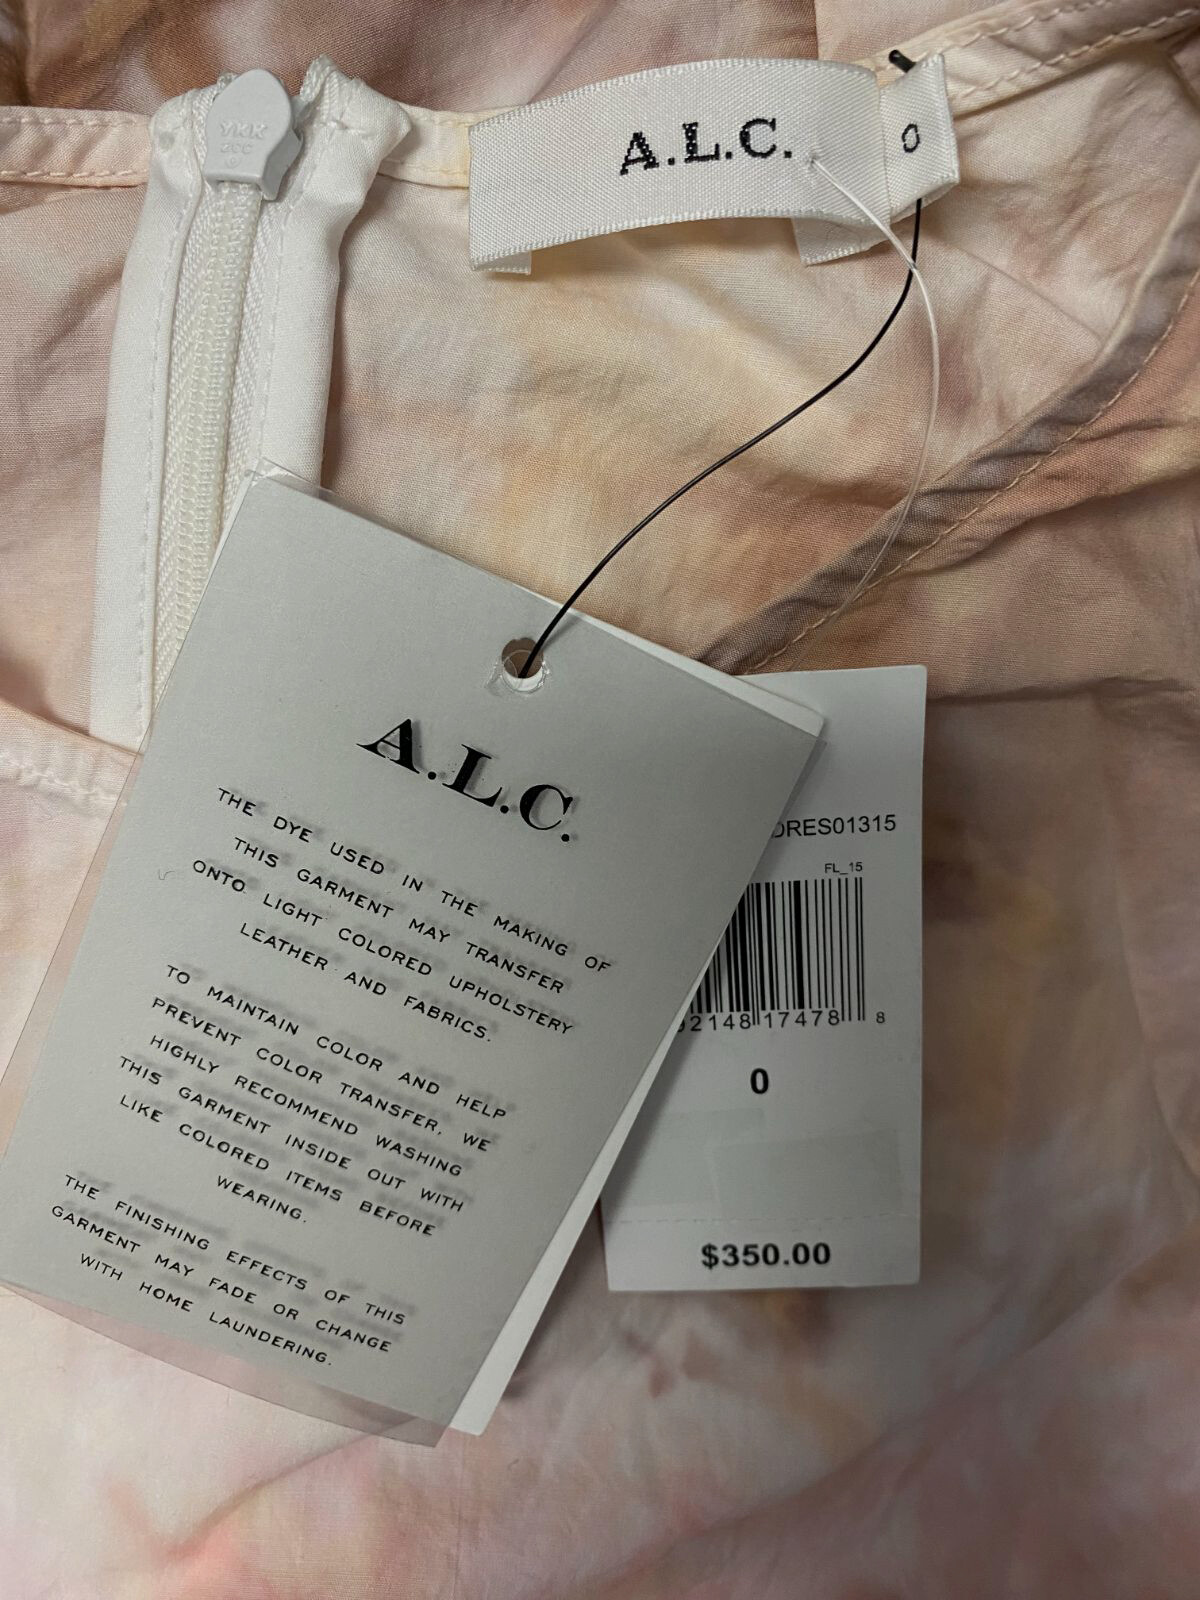 YKK
A.L.C.
0
A.L.C.
THE DYE USED IN THE MAKING OF
THIS GARMENT MAY TRANSFER
ONTO LIGHT COLORED UPHOLSTERY
LEATHER AND FABRICS.
TO MAINTAIN COLOR AND HELP
PREVENT COLOR TRANSFER, WE
HIGHLY RECOMMEND WASHING
THIS GARMENT INSIDE OUT WITH
LIKE COLORED ITEMS BEFORE
WEARING.
THE FINISHING EFFECTS OF THIS
GARMENT MAY FADE OR CHANGE
WITH HOME LAUNDERING.
DRES01315
FL_15
92148 17478 8
0
$350.00